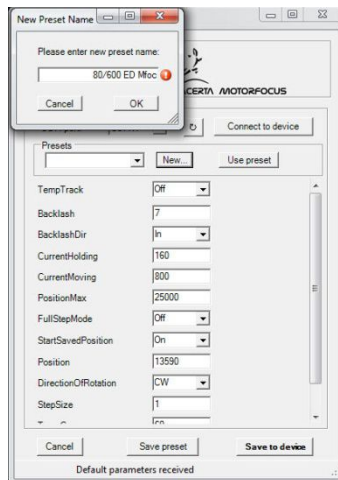 New Preset Name
Please enter new preset name:
80/600 ED Mfoc
Cancel OK
LACERTA MOTORFOCUS
Connect to device
Presets
New... Use preset
TempTrack Off
Backlash 7
BacklashDir In
CurrentHolding 160
CurrentMoving 800
PositionMax 25000
FullStepMode Off
StartSavedPosition On
Position 13590
DirectionOfRotation CW
StepSize 1
Cancel Save preset Save to device
Default parameters received